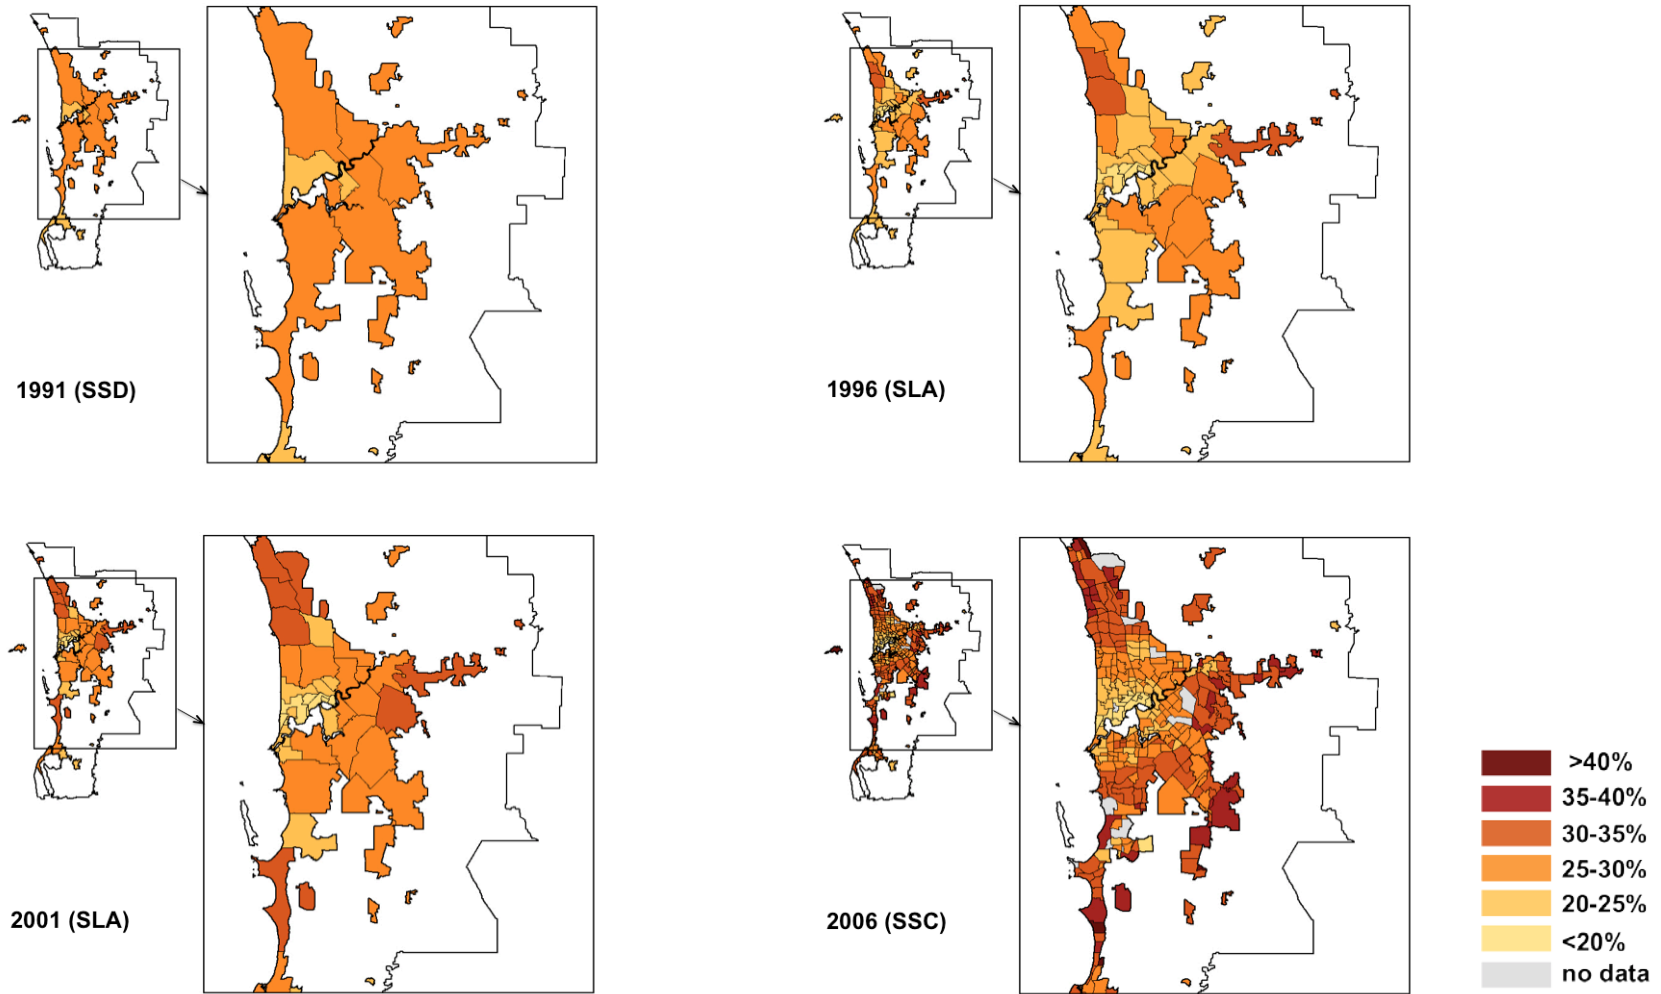 1991 (SSD)
1996 (SLA)
2001 (SLA)
2006 (SSC)
>40%
35-40%
30-35%
25-30%
20-25%
<20%
no data